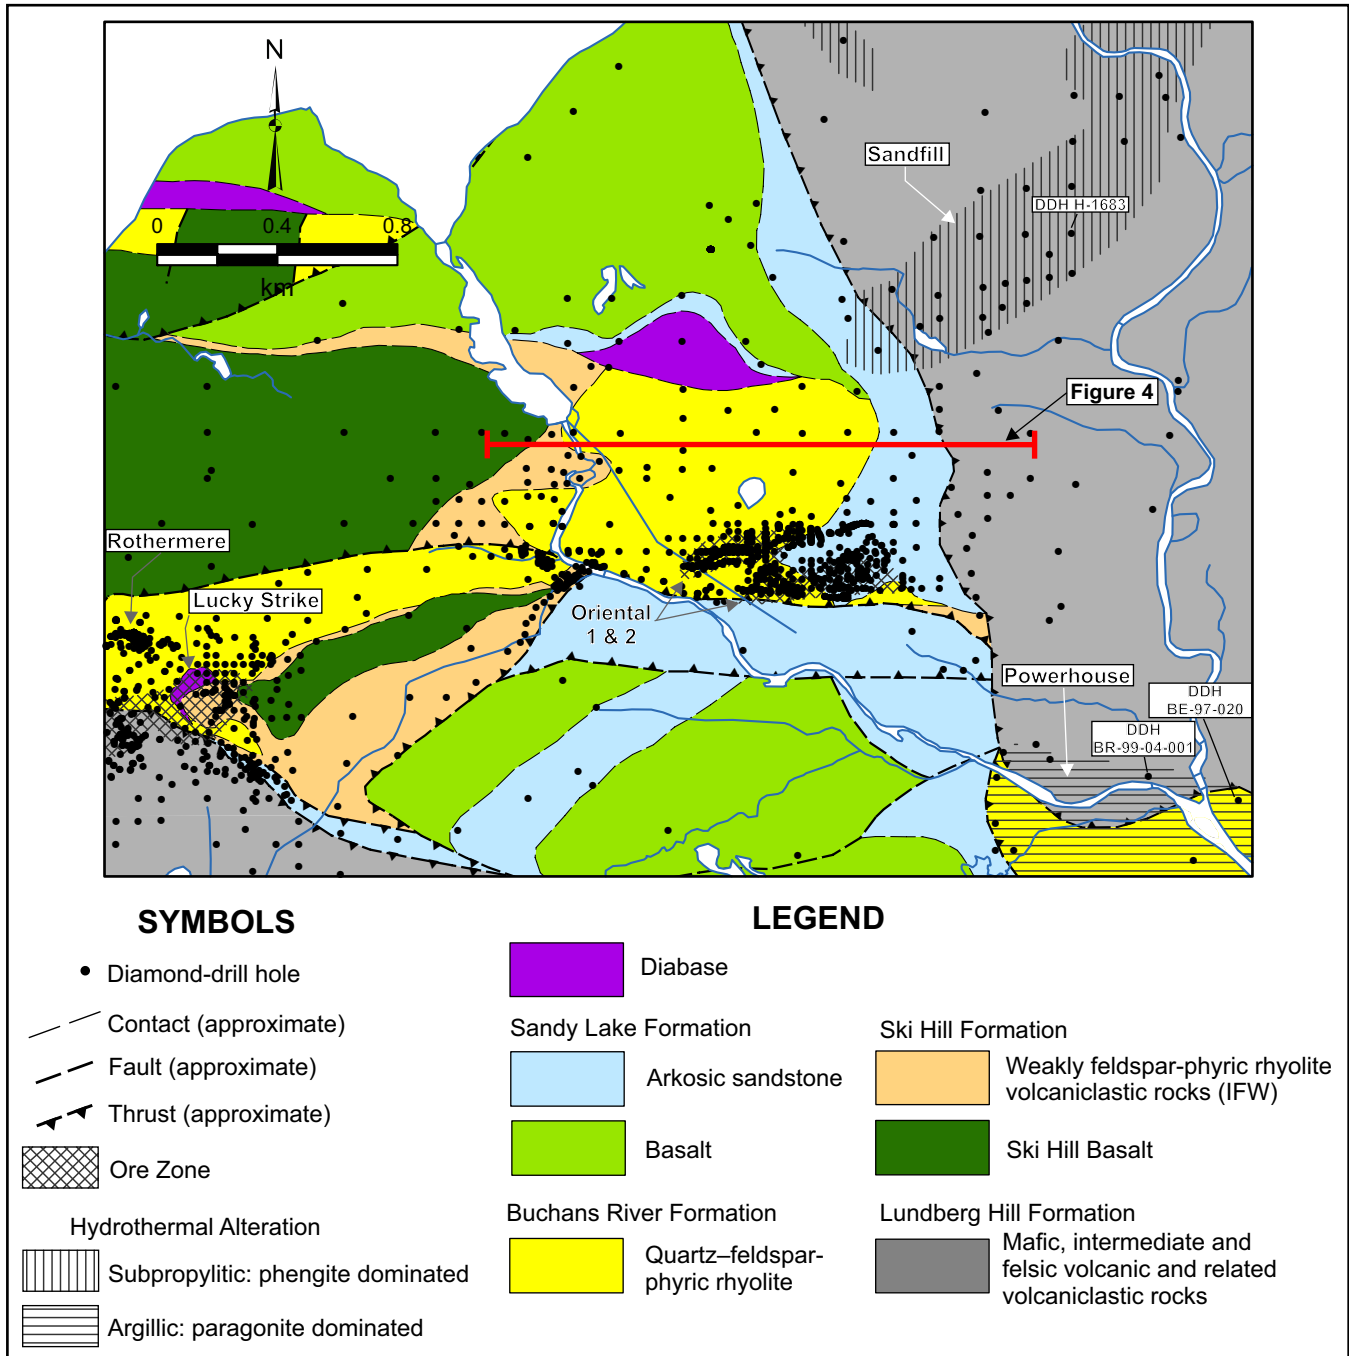 N
0 0.4 0.8
km
Sandfill
DDH H-1683
Figure 4
Rothermere
Lucky Strike
Oriental
1 & 2
Powerhouse
DDH
BE-97-020
DDH
BR-99-04-001
SYMBOLS
Diamond-drill hole
Contact (approximate)
Fault (approximate)
Thrust (approximate)
Ore Zone
Hydrothermal Alteration
Subpropylitic: phengite dominated
Argillic: paragonite dominated
LEGEND
Diabase
Sandy Lake Formation
Arkosic sandstone
Basalt
Buchans River Formation
Quartz–feldspar-
phyric rhyolite
Ski Hill Formation
Weakly feldspar-phyric rhyolite
volcaniclastic rocks (IFW)
Ski Hill Basalt
Lundberg Hill Formation
Mafic, intermediate and
felsic volcanic and related
volcaniclastic rocks